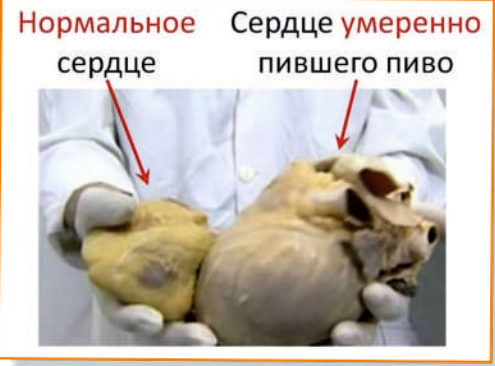 Нормальное
сердце
Сердце умеренно
пившего пиво